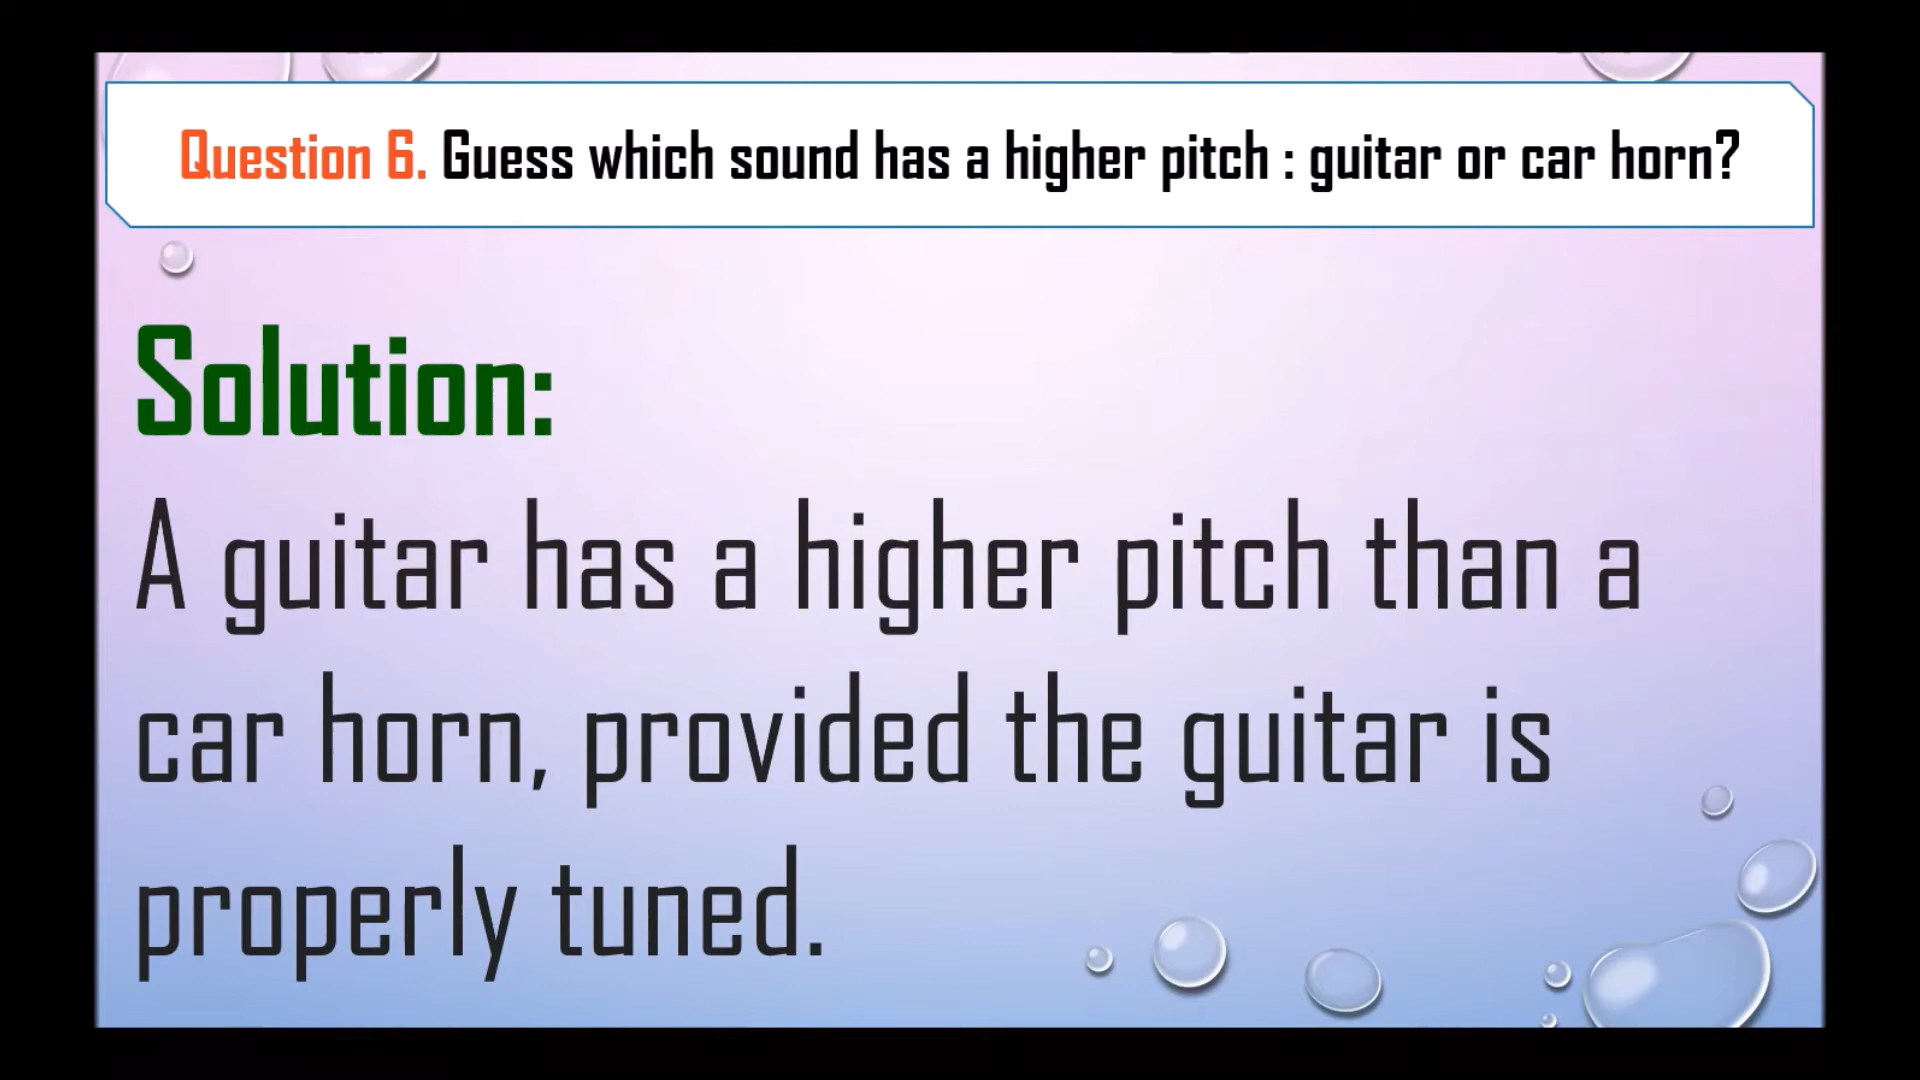 Question 6. Guess which sound has a higher pitch : guitar or car horn?
Solution:
A guitar has a higher pitch than a
car horn, provided the guitar is
properly tuned.